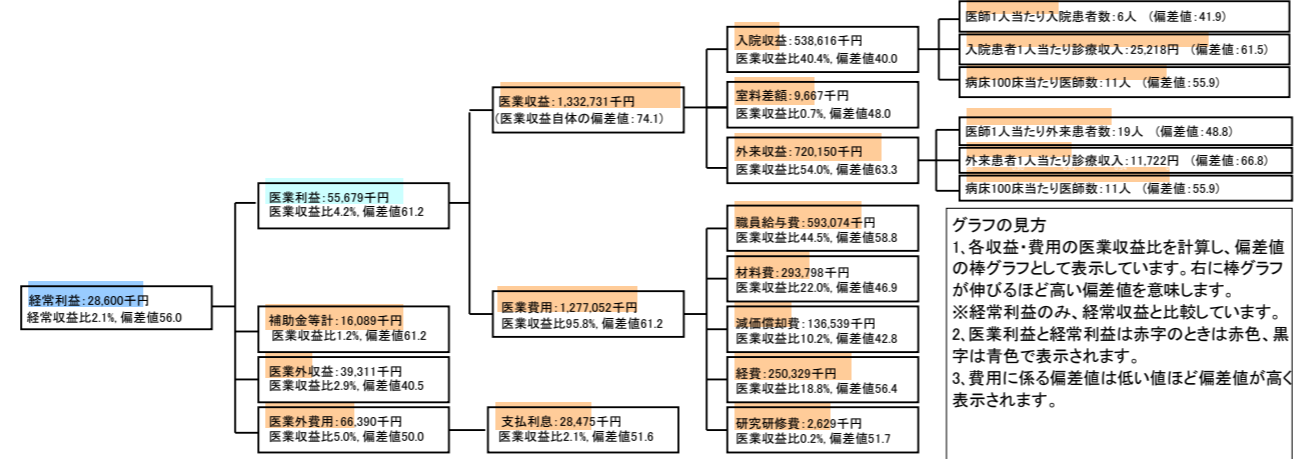 経常利益:28,600千円
経常収益比2.1%, 偏差値56.0
医業利益:55,679千円
医業収益比4.2%, 偏差値61.2
補助金等計:16,089千円
医業収益比1.2%, 偏差値61.2
医業外収益:39,311千円
医業収益比2.9%, 偏差値40.5
医業外費用:66,390千円
医業収益比5.0%, 偏差値50.0
支払利息:28,475千円
医業収益比2.1%, 偏差値51.6
医業収益:1,332,731千円
(医業収益自体の偏差値:74.1)
医業費用:1,277,052千円
医業収益比95.8%, 偏差値61.2
入院収益:538,616千円
医業収益比40.4%, 偏差値40.0
室料差額:9,667千円
医業収益比0.7%, 偏差値48.0
外来収益:720,150千円
医業収益比54.0%, 偏差値63.3
職員給与費:593,074千円
医業収益比44.5%, 偏差値58.8
材料費:293,798千円
医業収益比22.0%, 偏差値46.9
減価償却費:136,539千円
医業収益比10.2%, 偏差値42.8
経費:250,329千円
医業収益比18.8%, 偏差値56.4
研究研修費:2,629千円
医業収益比0.2%, 偏差値51.7
医師1人当たり入院患者数:6人 (偏差値:41.9)
入院患者1人当たり診療収入:25,218円 (偏差値:61.5)
病床100床当たり医師数:11人 (偏差値:55.9)
医師1人当たり外来患者数:19人 (偏差値:48.8)
外来患者1人当たり診療収入:11,722円 (偏差値:66.8)
病床100床当たり医師数:11人 (偏差値:55.9)
グラフの見方
1、各収益・費用の医業収益比を計算し、偏差値
の棒グラフとして表示しています。右に棒グラフ
が伸びるほど高い偏差値を意味します。
※経常利益のみ、経常収益と比較しています。
2、医業利益と経常利益は赤字のときは赤色、黒
字は青色で表示されます。
3、費用に係る偏差値は低い値ほど偏差値が高く
表示されます。